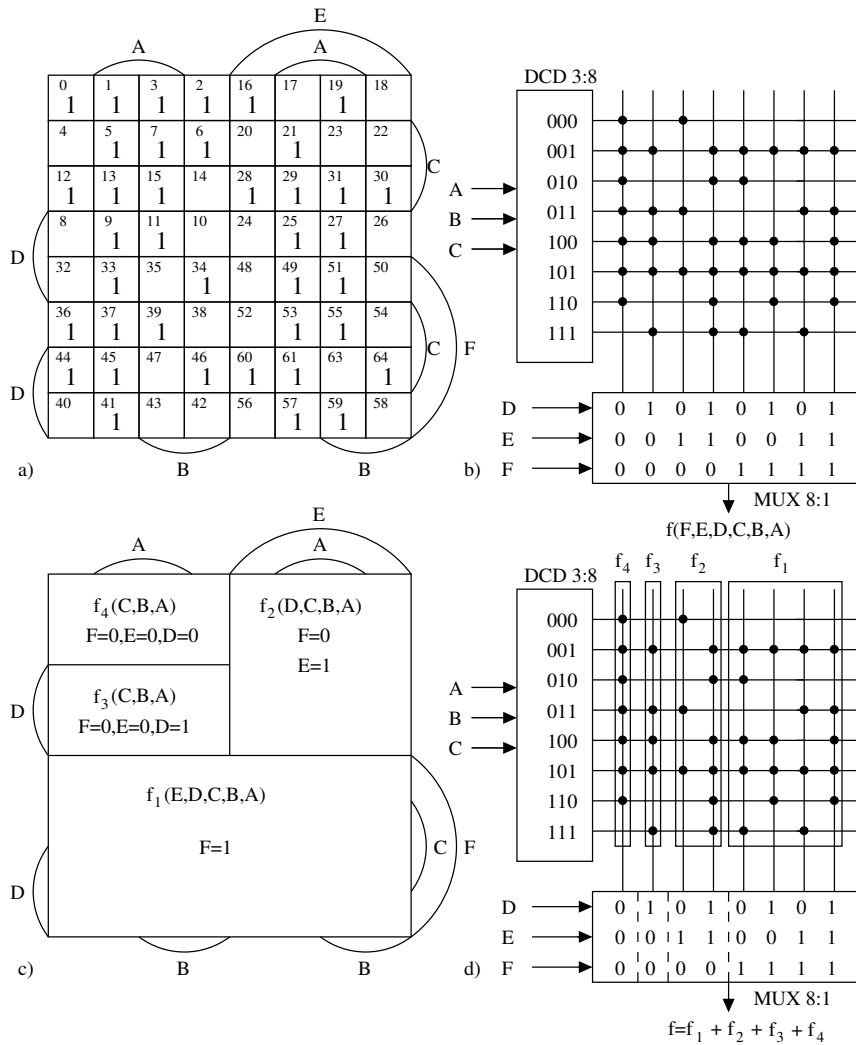 E
A A
0 1 3 2 16 17 19 18
1 1 1 1 1 1
4 5 7 6 20 21 23 22
1 1 1 1
C
12 13 15 14 28 29 31 30
1 1 1 1 1 1 1
8 9 11 10 24 25 27 26
1 1 1 1
D
32 33 35 34 48 49 51 50
1 1 1 1
36 37 39 38 52 53 55 54
1 1 1 1 1
C F
44 45 47 46 60 61 63 64
1 1 1 1 1 1
D
40 41 43 42 56 57 59 58
1 1 1
a) B B
DCD 3:8
000
001
010
A
011
B
100
C
101
110
111
D 0 1 0 1 0 1 0 1
E 0 0 1 1 0 0 1 1
F 0 0 0 0 1 1 1 1
b) MUX 8:1
f(F,E,D,C,B,A)
E
A A
f4(C,B,A) f2(D,C,B,A)
F=0,E=0,D=0 F=0
E=1
f3(C,B,A)
D
F=0,E=0,D=1
f1(E,D,C,B,A)
F=1 C F
D
c) B B
DCD 3:8 f4 f3 f2 f1
000
001
010
A
011
B
100
C
101
110
111
D 0 1 0 1 0 1 0 1
E 0 0 1 1 0 0 1 1
F 0 0 0 0 1 1 1 1
d) MUX 8:1
f=f1 + f2 + f3 + f4